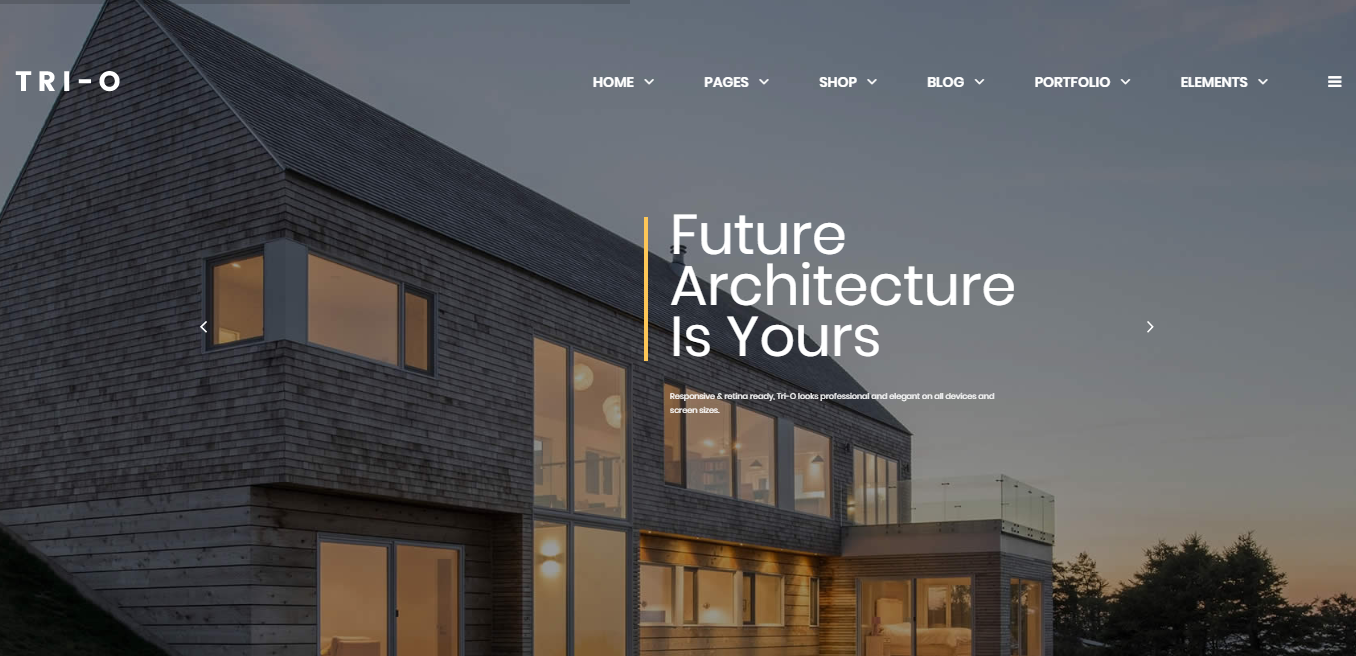 TRI-O
HOME PAGES SHOP BLOG PORTFOLIO ELEMENTS
Future
Architecture
Is Yours
Responsive & retina ready, Tri-O looks professional and elegant on all devices and
screen sizes.